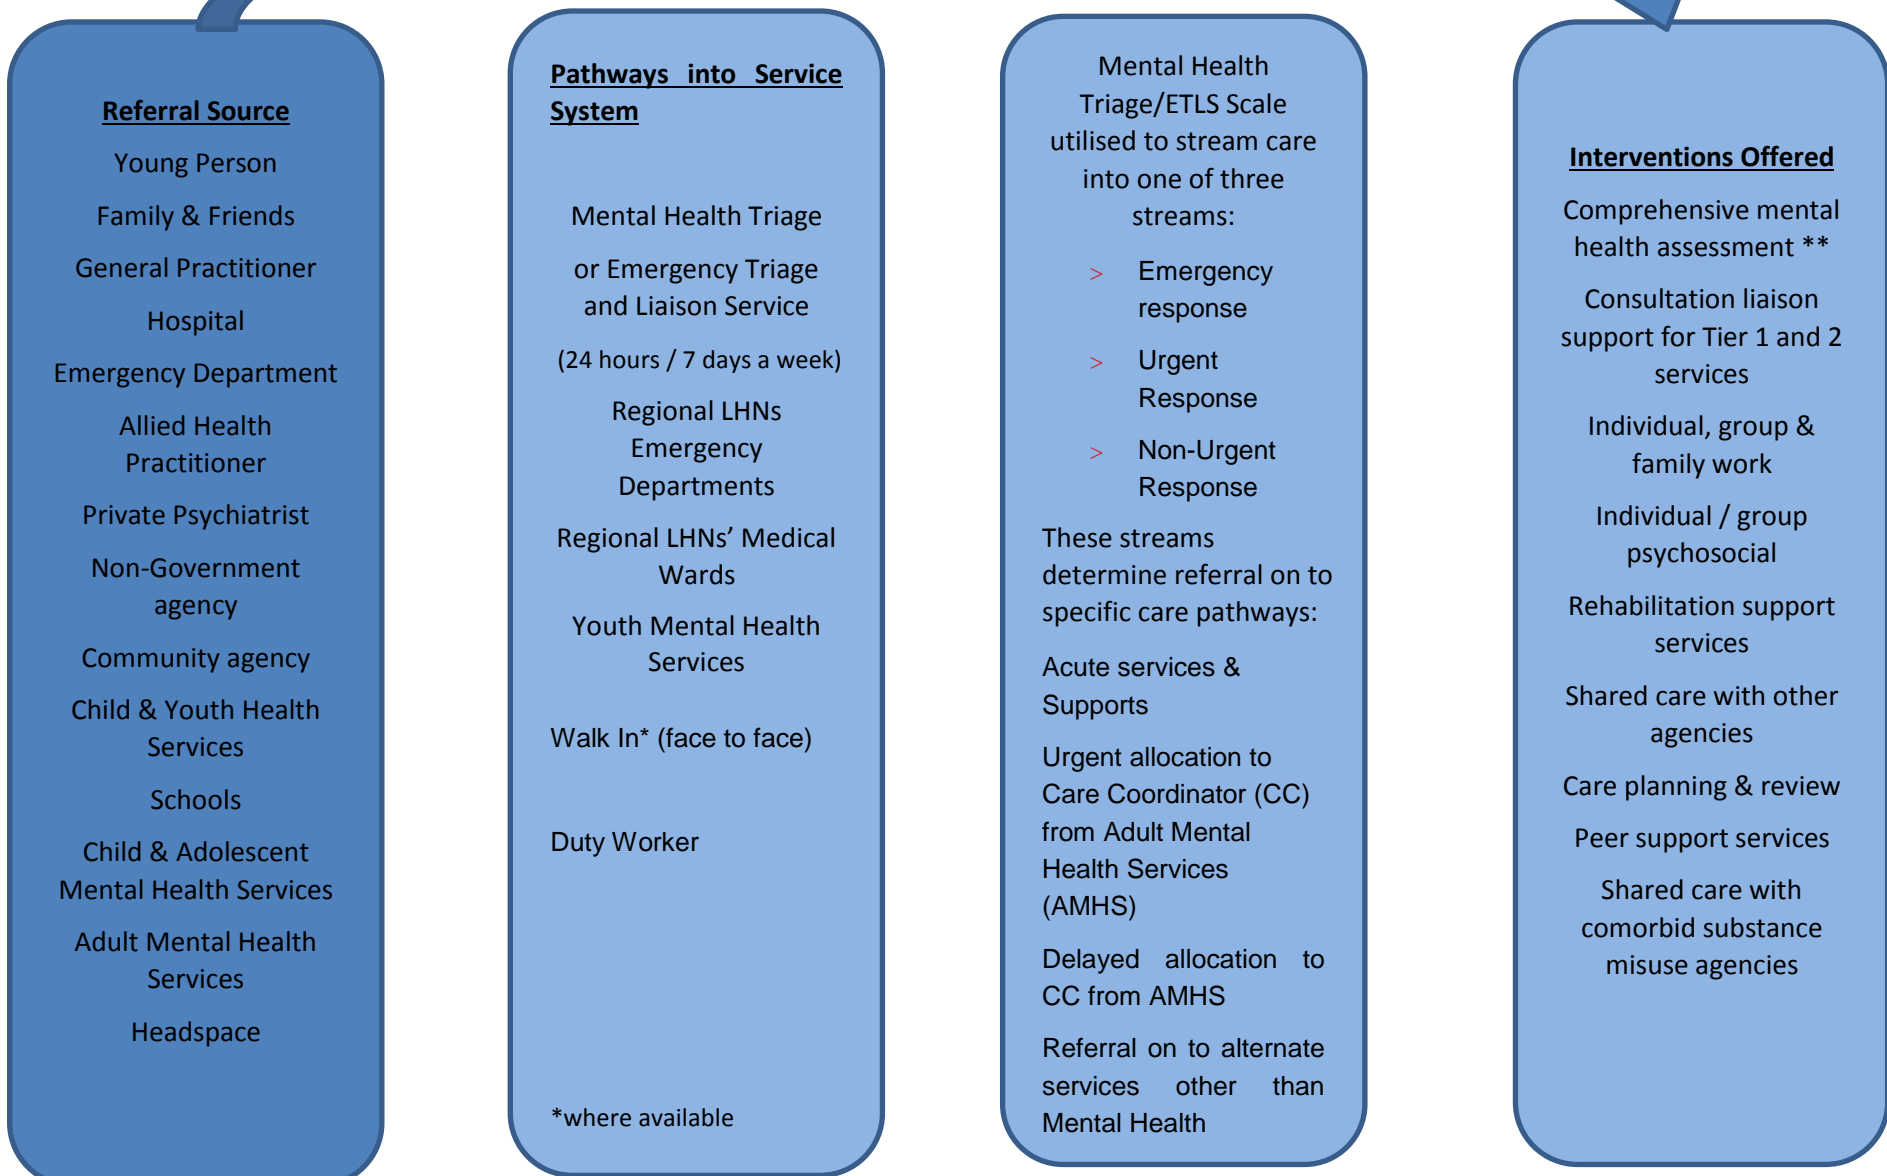 Referral Source
Young Person
Family & Friends
General Practitioner
Hospital
Emergency Department
Allied Health
Practitioner
Private Psychiatrist
Non-Government
agency
Community agency
Child & Youth Health
Services
Schools
Child & Adolescent
Mental Health Services
Adult Mental Health
Services
Headspace
Pathways into Service
System
Mental Health Triage
or Emergency Triage
and Liaison Service
(24 hours / 7 days a week)
Regional LHNs
Emergency
Departments
Regional LHNs’ Medical
Wards
Youth Mental Health
Services
Walk In* (face to face)
Duty Worker
*where available
Mental Health
Triage/ETLS Scale
utilised to stream care
into one of three
streams:
> Emergency
response
> Urgent
Response
> Non-Urgent
Response
These streams
determine referral on to
specific care pathways:
Acute services &
Supports
Urgent allocation to
Care Coordinator (CC)
from Adult Mental
Health Services
(AMHS)
Delayed allocation to
CC from AMHS
Referral on to alternate
services other than
Mental Health
Interventions Offered
Comprehensive mental
health assessment **
Consultation liaison
support for Tier 1 and 2
services
Individual, group &
family work
Individual / group
psychosocial
Rehabilitation support
services
Shared care with other
agencies
Care planning & review
Peer support services
Shared care with
comorbid substance
misuse agencies